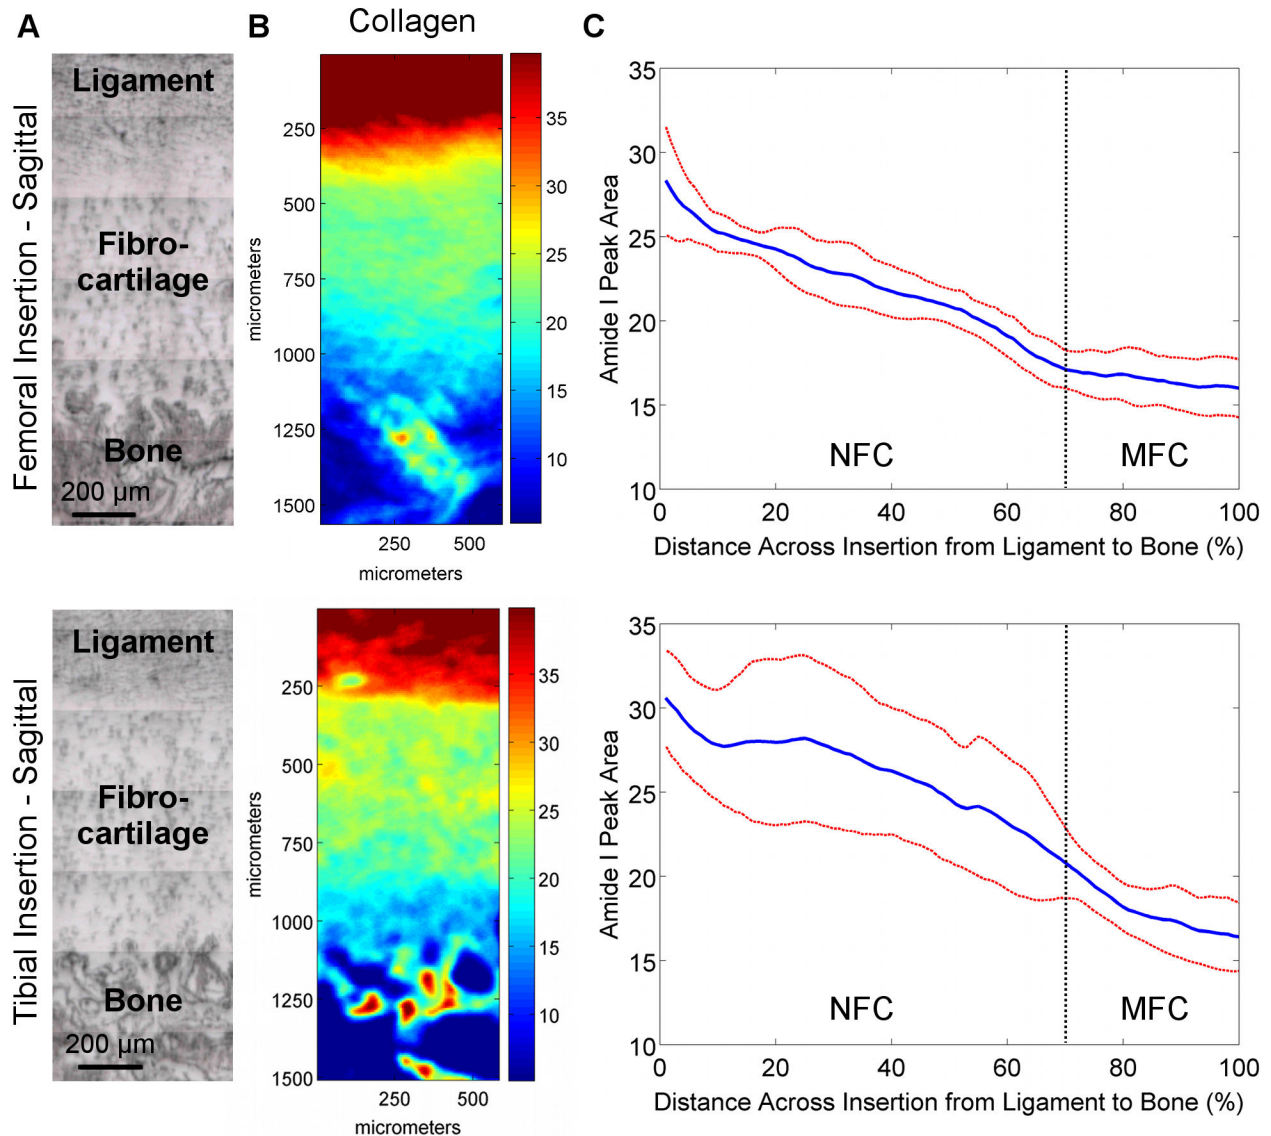 A
B
Collagen
C
Femoral Insertion - Sagittal
Ligament
Fibro-
cartilage
Bone
200 µm
micrometers
250
500
750
1000
1250
1500
250 500
micrometers
35
30
25
20
15
10
Amide I Peak Area
35
30
25
20
15
10
NFC MFC
0 20 40 60 80 100
Distance Across Insertion from Ligament to Bone (%)
Tibial Insertion - Sagittal
Ligament
Fibro-
cartilage
Bone
200 µm
micrometers
250
500
750
1000
1250
1500
250 500
micrometers
35
30
25
20
15
10
Amide I Peak Area
35
30
25
20
15
10
NFC MFC
0 20 40 60 80 100
Distance Across Insertion from Ligament to Bone (%)